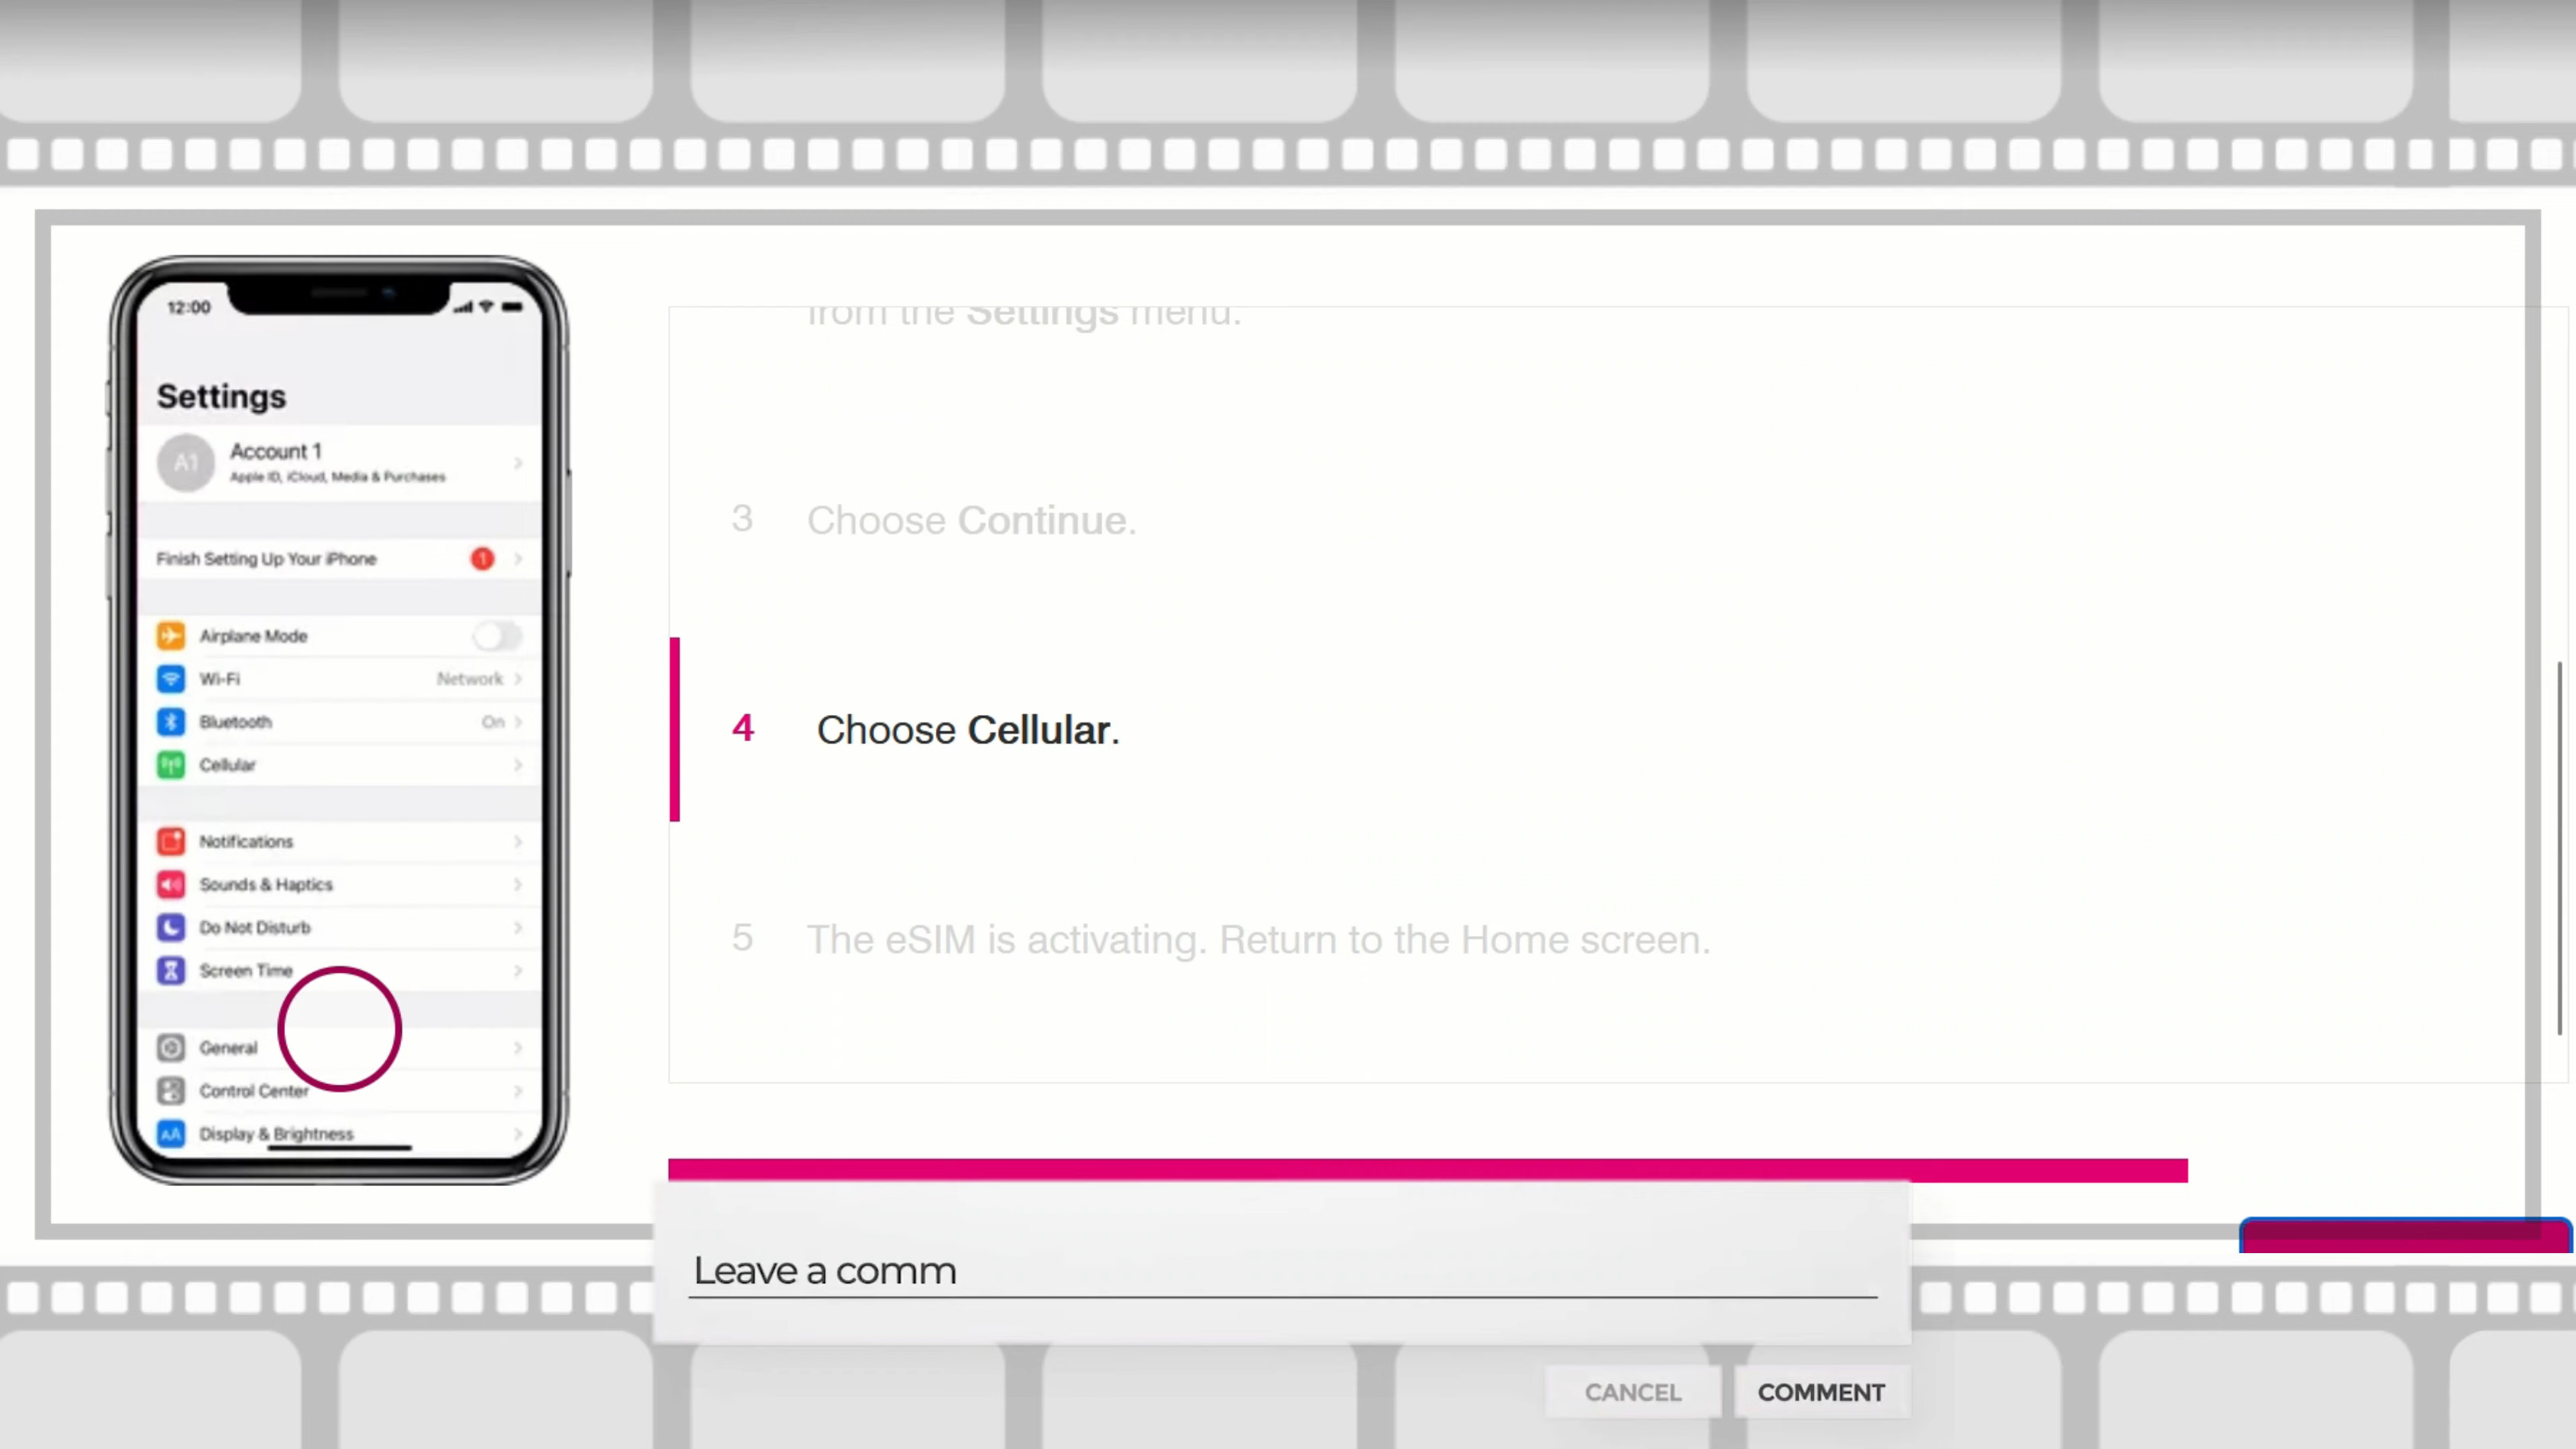 12:00
Settings
A1
Account 1
Apple ID, iCloud, Media & Purchases
Finish Setting Up Your iPhone 1
Airplane Mode
Wi-Fi Network
Bluetooth On
Cellular
Notifications
Sounds & Haptics
Do Not Disturb
Screen Time
General
Control Center
AA Display & Brightness
from the Settings menu.
3 Choose Continue.
4 Choose Cellular.
5 The eSIM is activating. Return to the Home screen.
Leave a comm
CANCEL COMMENT